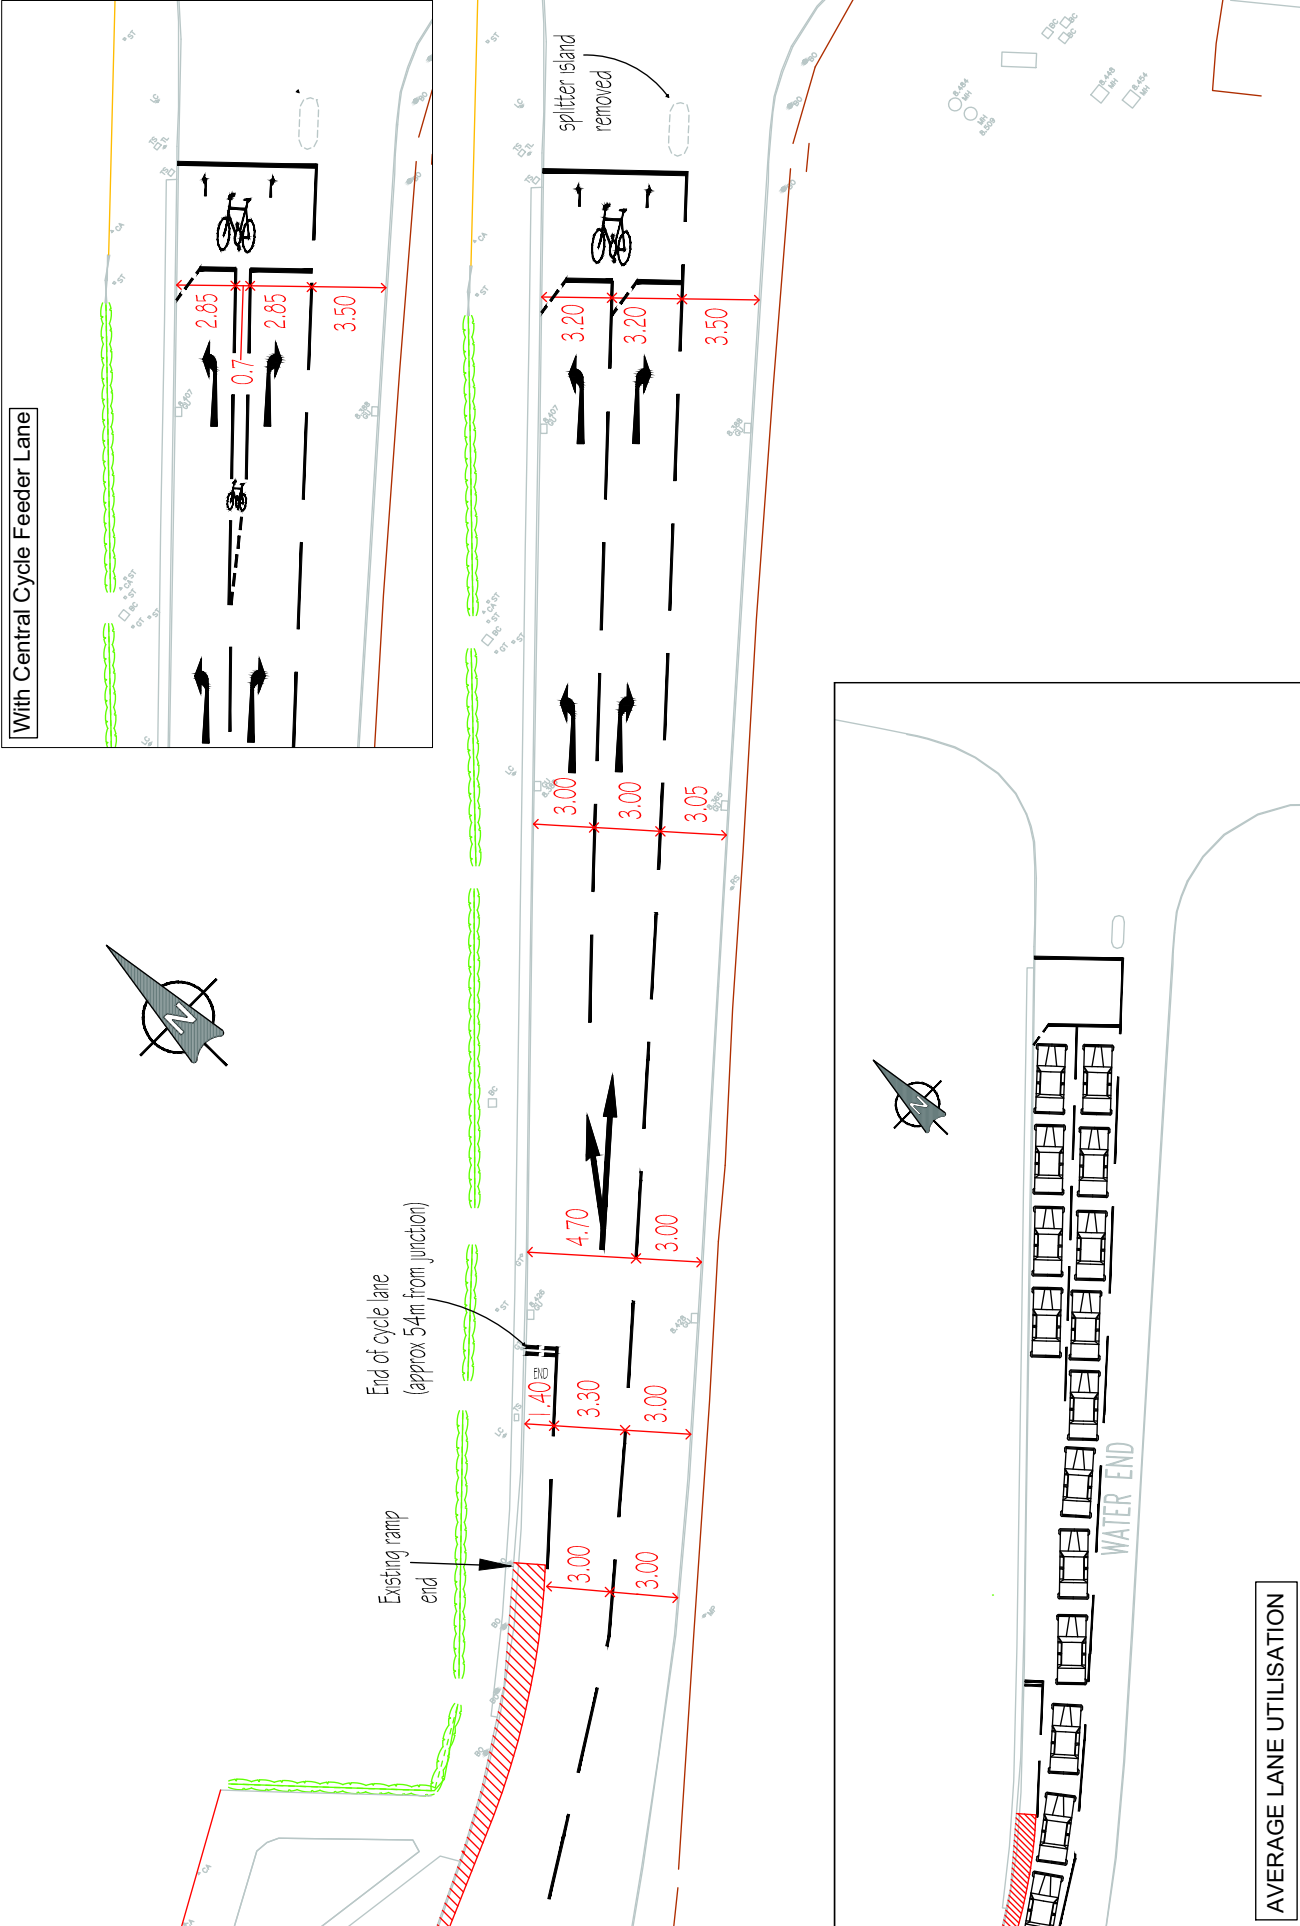 With Central Cycle Feeder Lane
2.85
0.7
2.85
3.50
splitter island
removed
3.20
3.20
3.50
3.00
3.00
3.05
End of cycle lane
(approx 54m from junction)
4.70
3.00
END
1.40
3.30
3.00
Existing ramp
end
3.00
3.00
N
N
WATER END
AVERAGE LANE UTILISATION